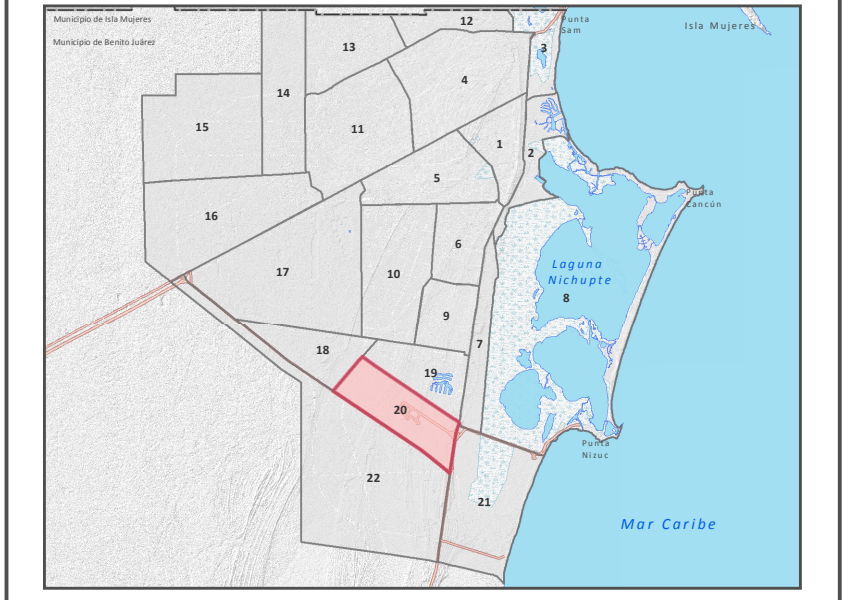 Municipio de Isla Mujeres
12
Punta
Sam
Isla Mujeres
Municipio de Benito Juárez
13
3
4
14
15
11
1
2
5
Punta
Cancún
16
6
Laguna
Nichupte
17
10
8
9
7
18
19
20
Punta
Nizuc
22
21
Mar Caribe